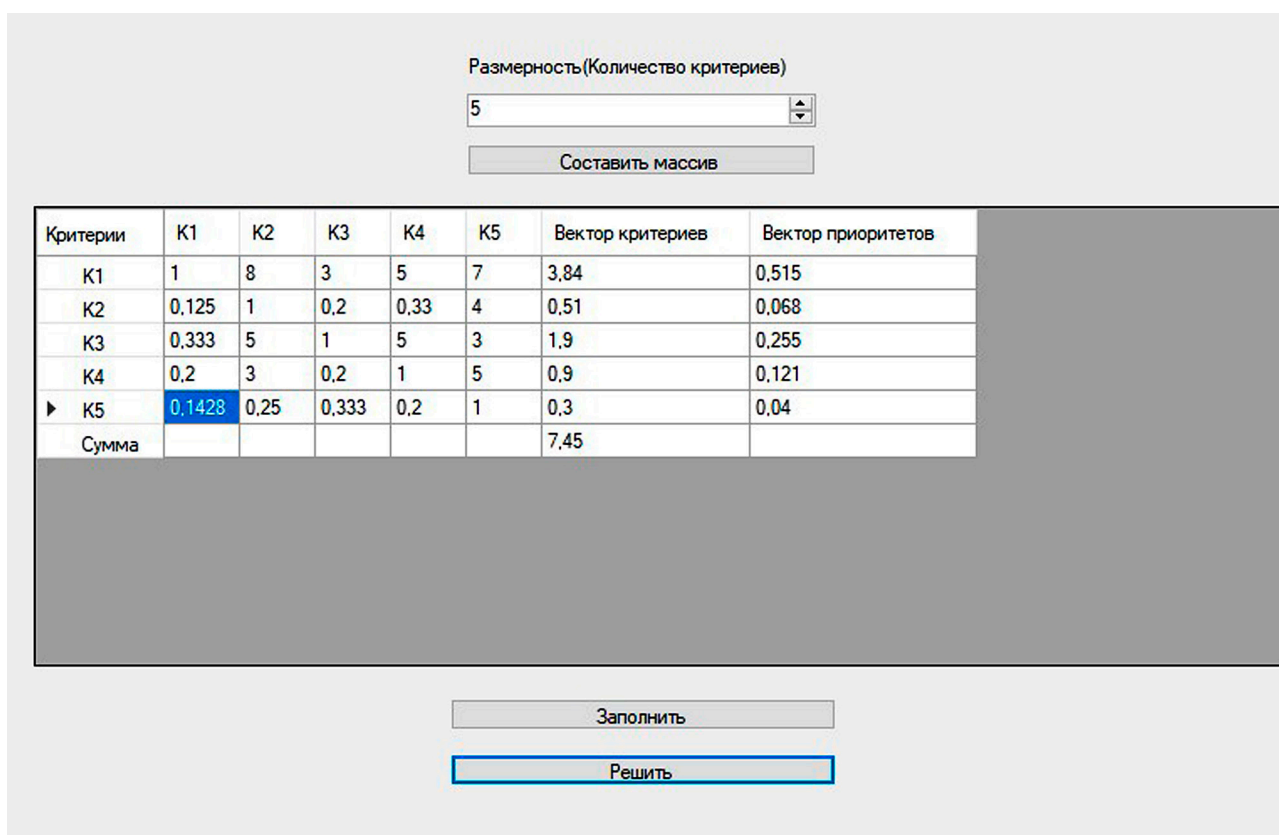 Размерность(Количество критериев)
5
Составить массив
Критерии K1 K2 K3 K4 K5 Вектор критериев Вектор приоритетов
K1 1 8 3 5 7 3,84 0,515
K2 0,125 1 0,2 0,33 4 0,51 0,068
K3 0,333 5 1 5 3 1,9 0,255
K4 0,2 3 0,2 1 5 0,9 0,121
K5 0,1428 0,25 0,333 0,2 1 0,3 0,04
Сумма 7,45
Заполнить
Решить